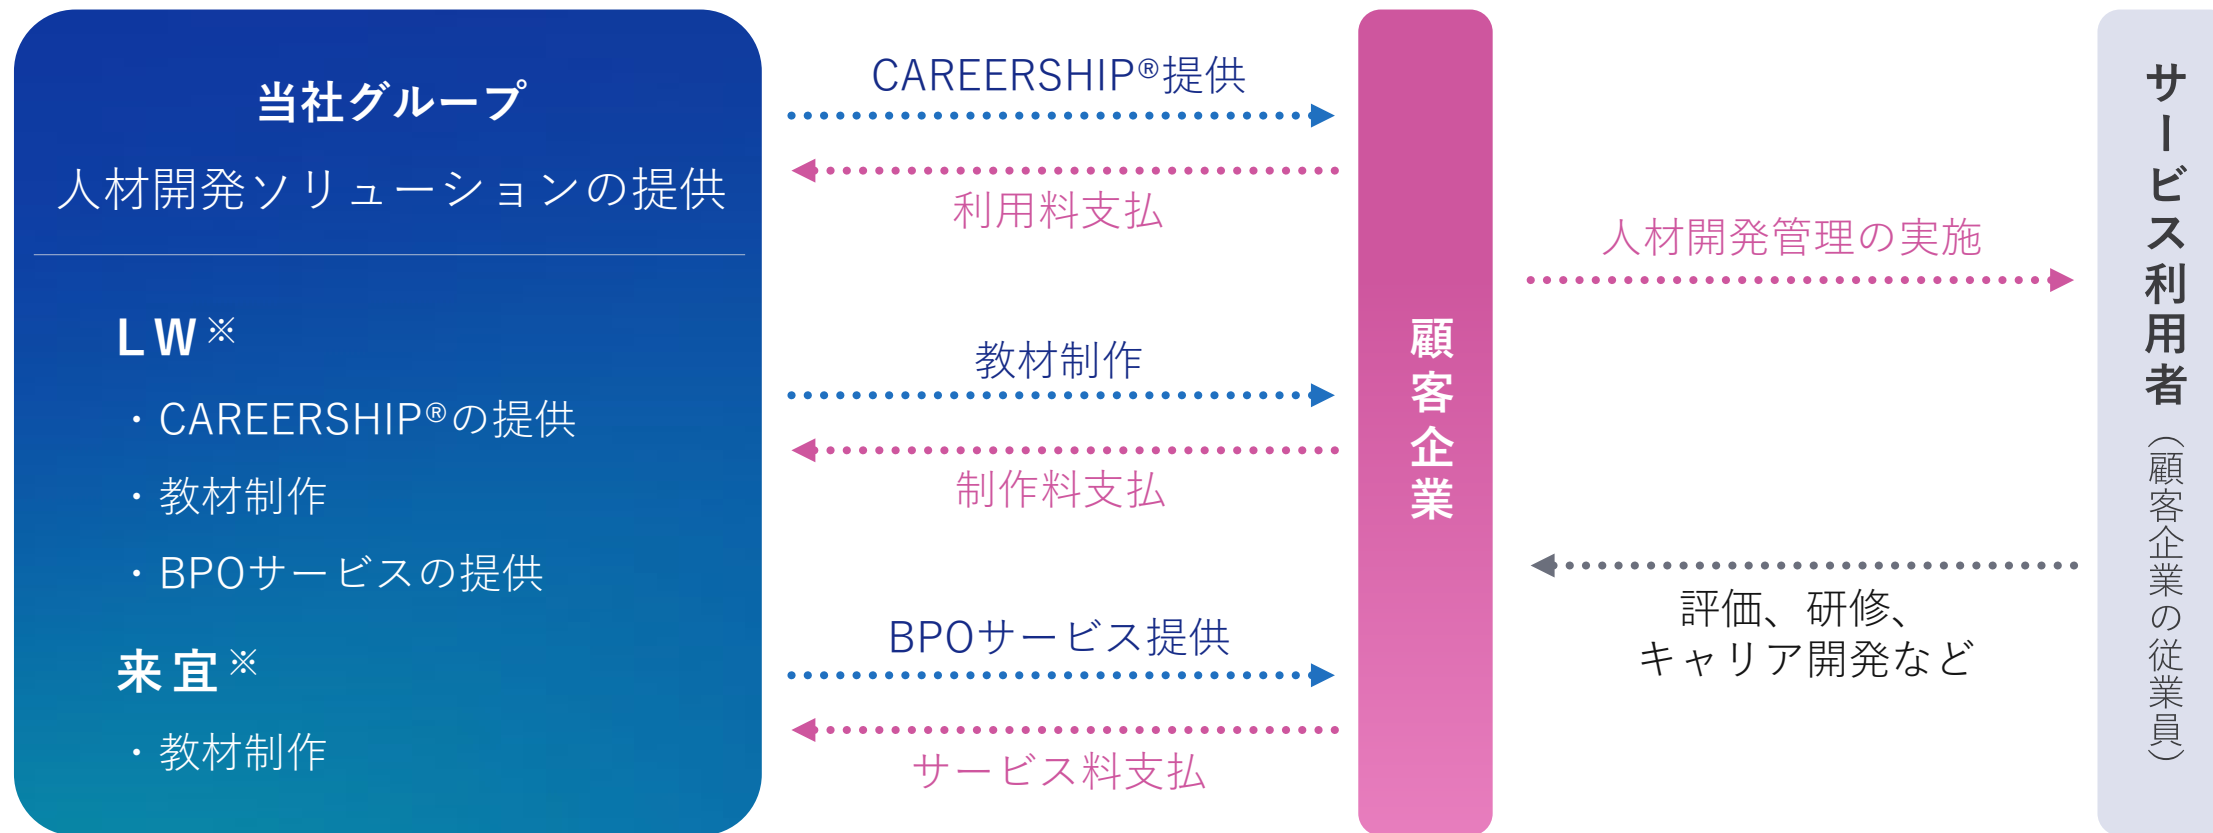 当社グループ
人材開発ソリューションの提供
LW※
・CAREERSHIP®の提供
・教材制作
・BPOサービスの提供
来宜※
・教材制作
CAREERSHIP®提供
利用料支払
教材制作
制作料支払
BPOサービス提供
サービス料支払
顧客企業
人材開発管理の実施
評価、研修、
キャリア開発など
サービス利用者（顧客企業の従業員）